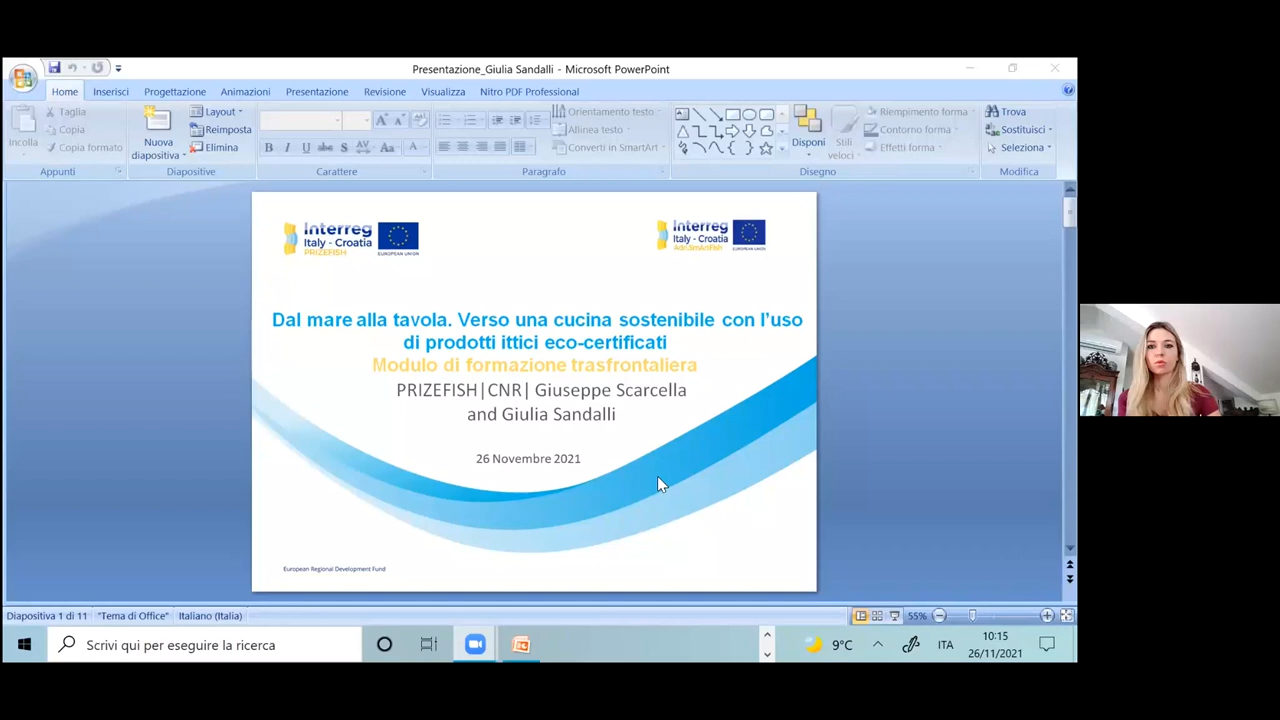 Presentazione_Giulia Sandalli - Microsoft PowerPoint
Home Inserisci Progettazione Animazioni Presentazione Revisione Visualizza Nitro PDF Professional
Incolla
Taglia
Copia
Copia formato
Appunti
Nuova
diapositiva
Layout
Reimposta
Elimina
Diapositive
Carattere
Orientamento testo
Allinea testo
Converti in SmartArt
Paragrafo
Disponi
Stili
veloci
Riempimento forma
Contorno forma
Effetti forma
Disegno
Trova
Sostituisci
Seleziona
Modifica
Interreg
Italy - Croatia
PRIZEFISH
EUROPEAN UNION
Interreg
Italy - Croatia
AdriSmArtFish
EUROPEAN UNION
Dal mare alla tavola. Verso una cucina sostenibile con l'uso
di prodotti ittici eco-certificati
Modulo di formazione trasfrontaliera
PRIZEFISH|CNR| Giuseppe Scarcella
and Giulia Sandalli
26 Novembre 2021
European Regional Development Fund
Diapositiva 1 di 11 "Tema di Office" Italiano (Italia) 55%
Scrivi qui per eseguire la ricerca
9°C
ITA
10:15
26/11/2021